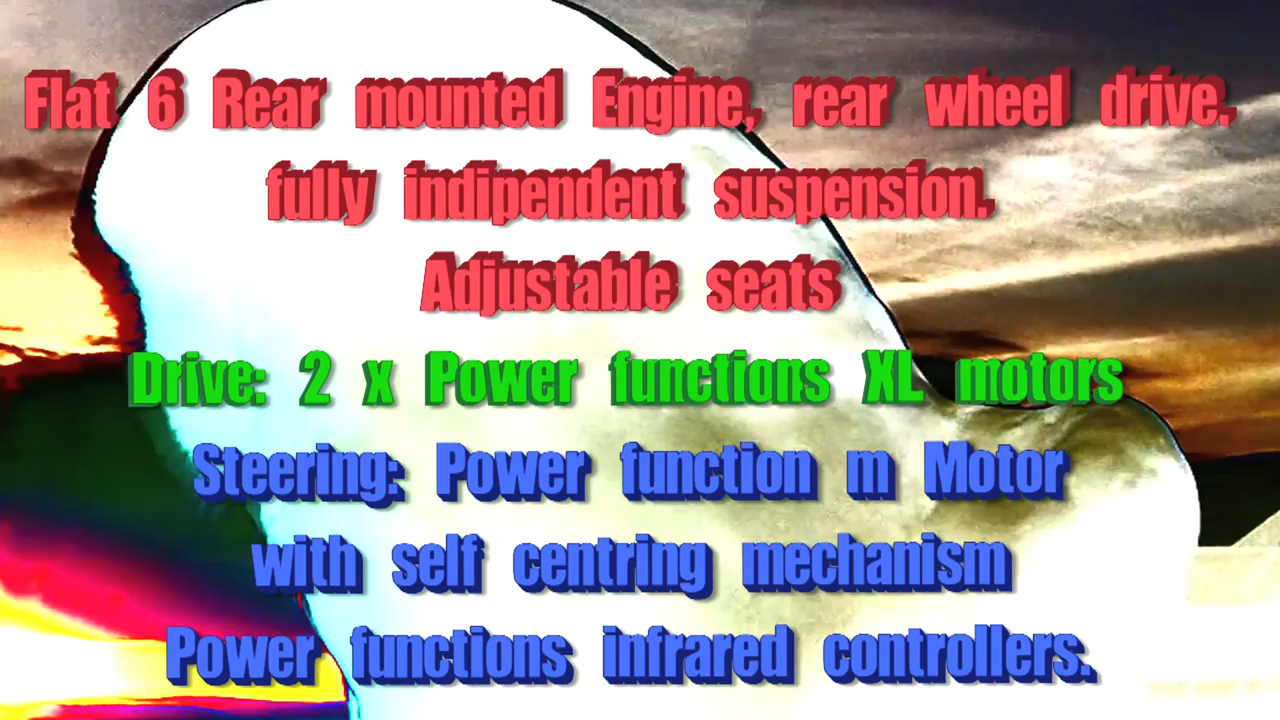 Flat 6 Rear mounted Engine, rear wheel drive.
fully indipendent suspension.
Adjustable seats
Drive: 2 x Power functions XL motors
Steering: Power function m Motor
with self centring mechanism
Power functions infrared controllers.